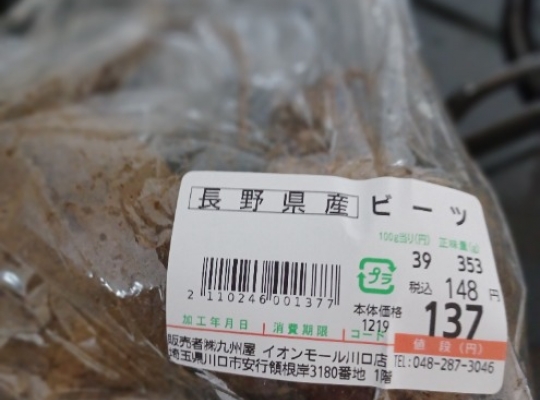 長野県産 ビーツ
100g当り(円) 正味量(g)
39 353
プラ
税込 148 円
2 110246 001377
本体価格 137
1219
加工年月日 消費期限 コード 値段(円)
販売者㈱九州屋 イオンモール川口店
埼玉県川口市安行領根岸3180番地 1階
TEL:048-287-3046